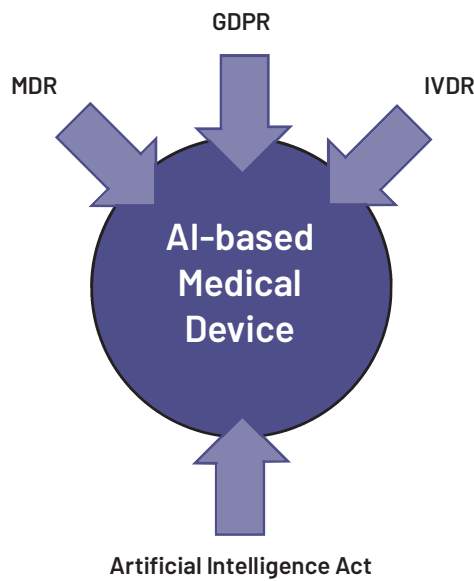 GDPR
MDR
IVDR
AI-based
Medical
Device
Artificial Intelligence Act